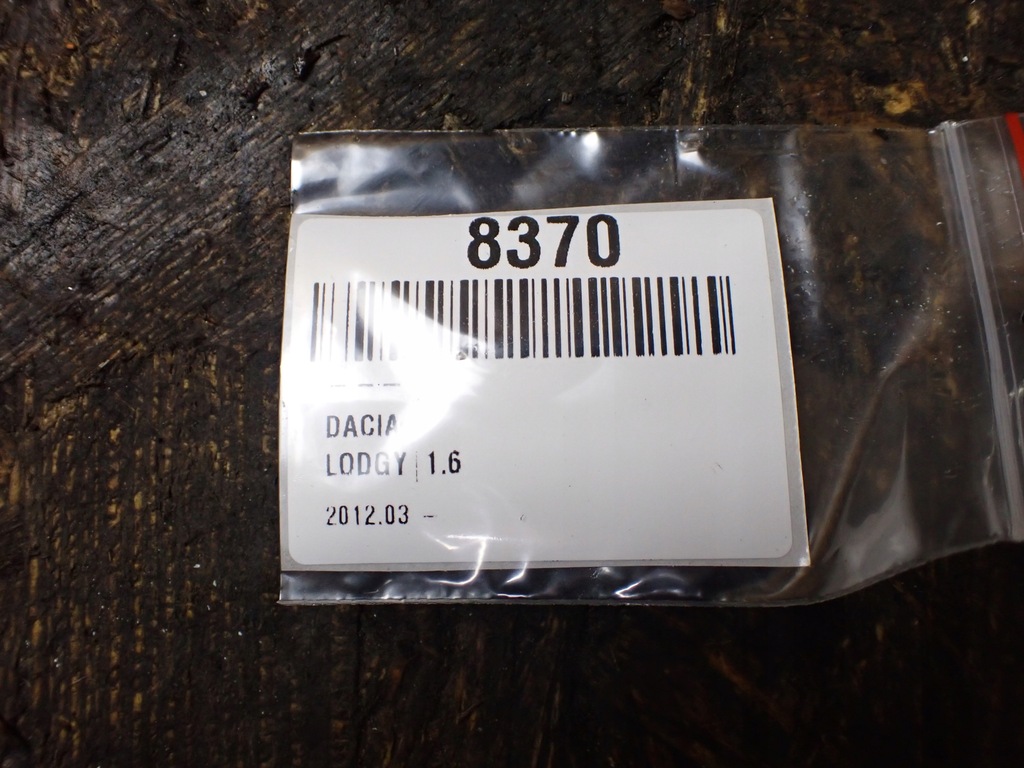 8370
DACIA
LODGY | 1.6
2012.03 -